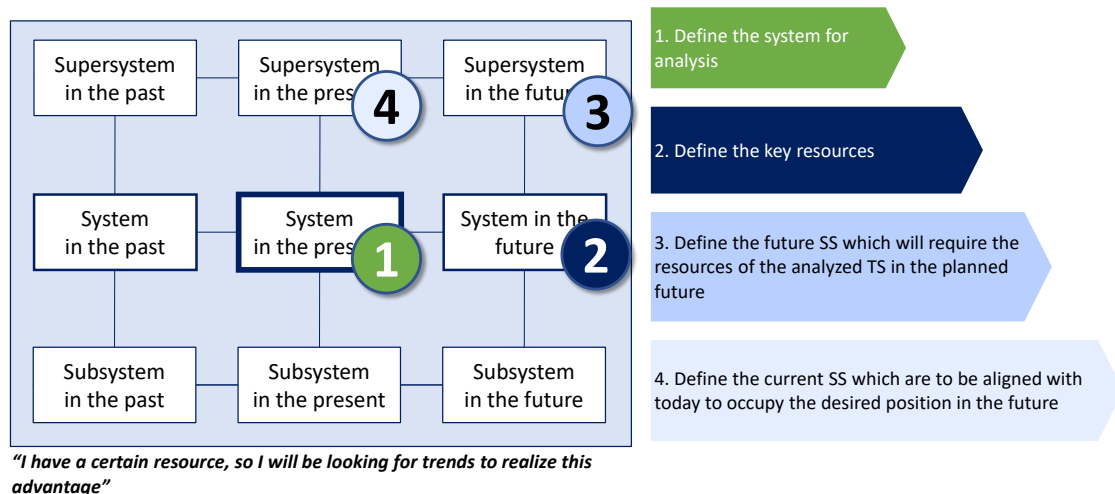 Supersystem
in the past
Supersystem
in the pres
4
Supersystem
in the futu
3
System
in the past
System
in the pres
1
System in the
future
2
Subsystem
in the past
Subsystem
in the present
Subsystem
in the future
"I have a certain resource, so I will be looking for trends to realize this
advantage"
1. Define the system for
analysis
2. Define the key resources
3. Define the future SS which will require the
resources of the analyzed TS in the planned
future
4. Define the current SS which are to be aligned with
today to occupy the desired position in the future